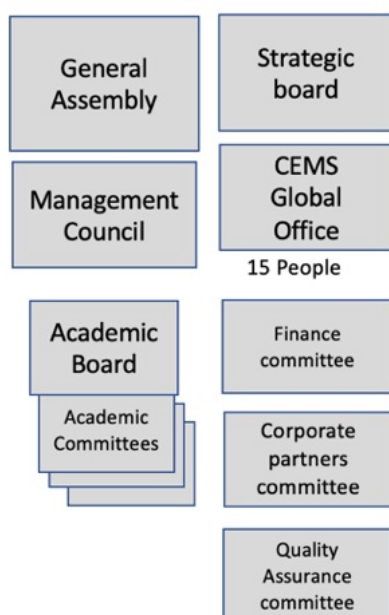 General
Assembly
Strategic
board
Management
Council
CEMS
Global
Office
15 People
Academic
Board
Academic
Committees
Finance
committee
Corporate
partners
committee
Quality
Assurance
committee